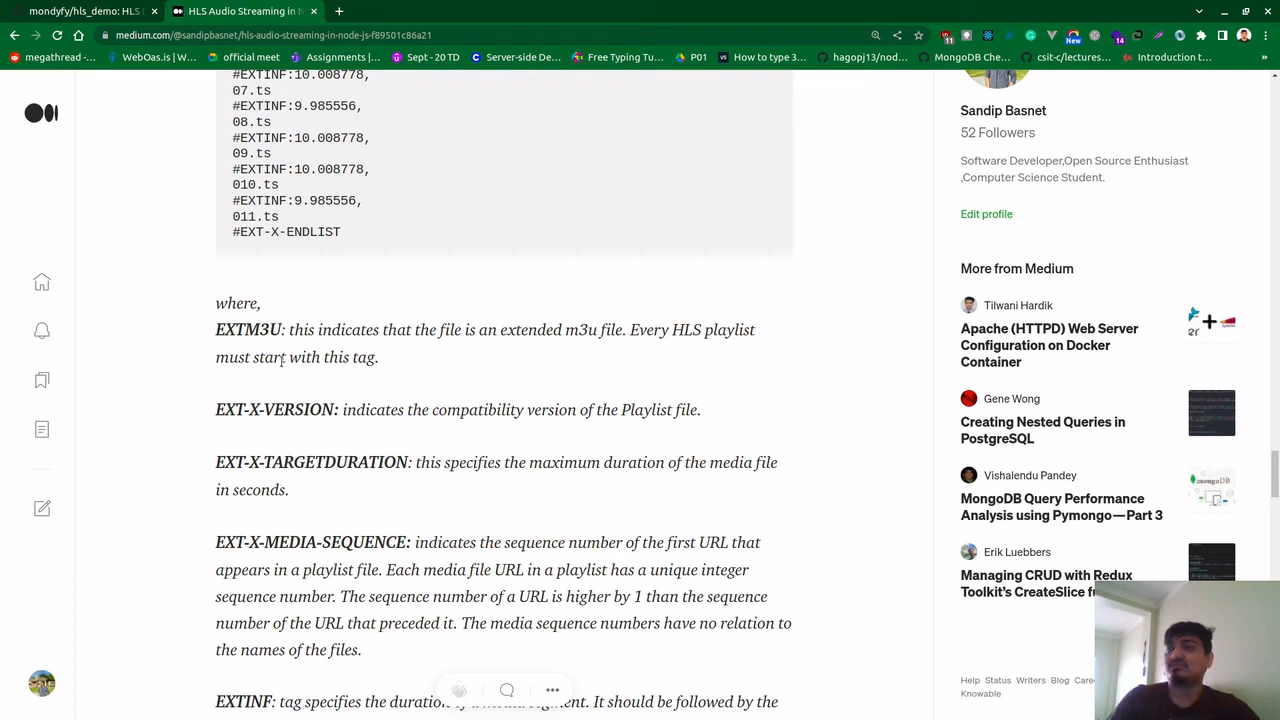 mondyfy/hls_demo: HLS D
HLS Audio Streaming in N
medium.com/@sandipbasnet/hls-audio-streaming-in-node-js-f89501c86a21
megathread -...
WebOas.is | W...
official meet
Assignments |...
Sept - 20 TD
Server-side De...
Free Typing Tu...
P01
How to type 3...
hagopj13/nod...
MongoDB Che...
csit-c/lectures...
Introduction t...
#EXTINF:10.008778,
07.ts
#EXTINF:9.985556,
08.ts
#EXTINF:10.008778,
09.ts
#EXTINF:10.008778,
010.ts
#EXTINF:9.985556,
011.ts
#EXT-X-ENDLIST
where,
EXTM3U: this indicates that the file is an extended m3u file. Every HLS playlist
must start with this tag.
EXT-X-VERSION: indicates the compatibility version of the Playlist file.
EXT-X-TARGETDURATION: this specifies the maximum duration of the media file
in seconds.
EXT-X-MEDIA-SEQUENCE: indicates the sequence number of the first URL that
appears in a playlist file. Each media file URL in a playlist has a unique integer
sequence number. The sequence number of a URL is higher by 1 than the sequence
number of the URL that preceded it. The media sequence numbers have no relation to
the names of the files.
EXTINF: tag specifies the duration of a media segment. It should be followed by the
Sandip Basnet
52 Followers
Software Developer,Open Source Enthusiast
,Computer Science Student.
Edit profile
More from Medium
Tilwani Hardik
Apache (HTTPD) Web Server
Configuration on Docker
Container
Gene Wong
Creating Nested Queries in
PostgreSQL
Vishalendu Pandey
MongoDB Query Performance
Analysis using Pymongo—Part 3
Erik Luebbers
Managing CRUD with Redux
Toolkit's CreateSlice fu
Help Status Writers Blog Caree
Knowable